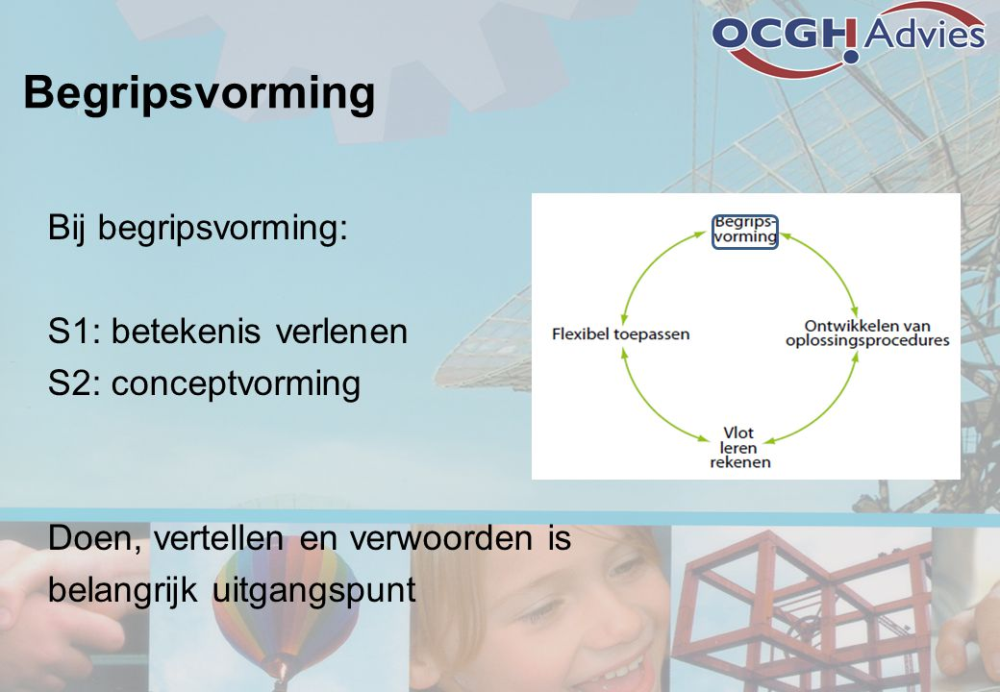 OCGH Advies
Begripsvorming
Bij begripsvorming:
S1: betekenis verlenen
S2: conceptvorming
Doen, vertellen en verwoorden is
belangrijk uitgangspunt
Begrips-
vorming
Flexibel toepassen
Ontwikkelen van
oplossingsprocedures
Vlot
leren
rekenen